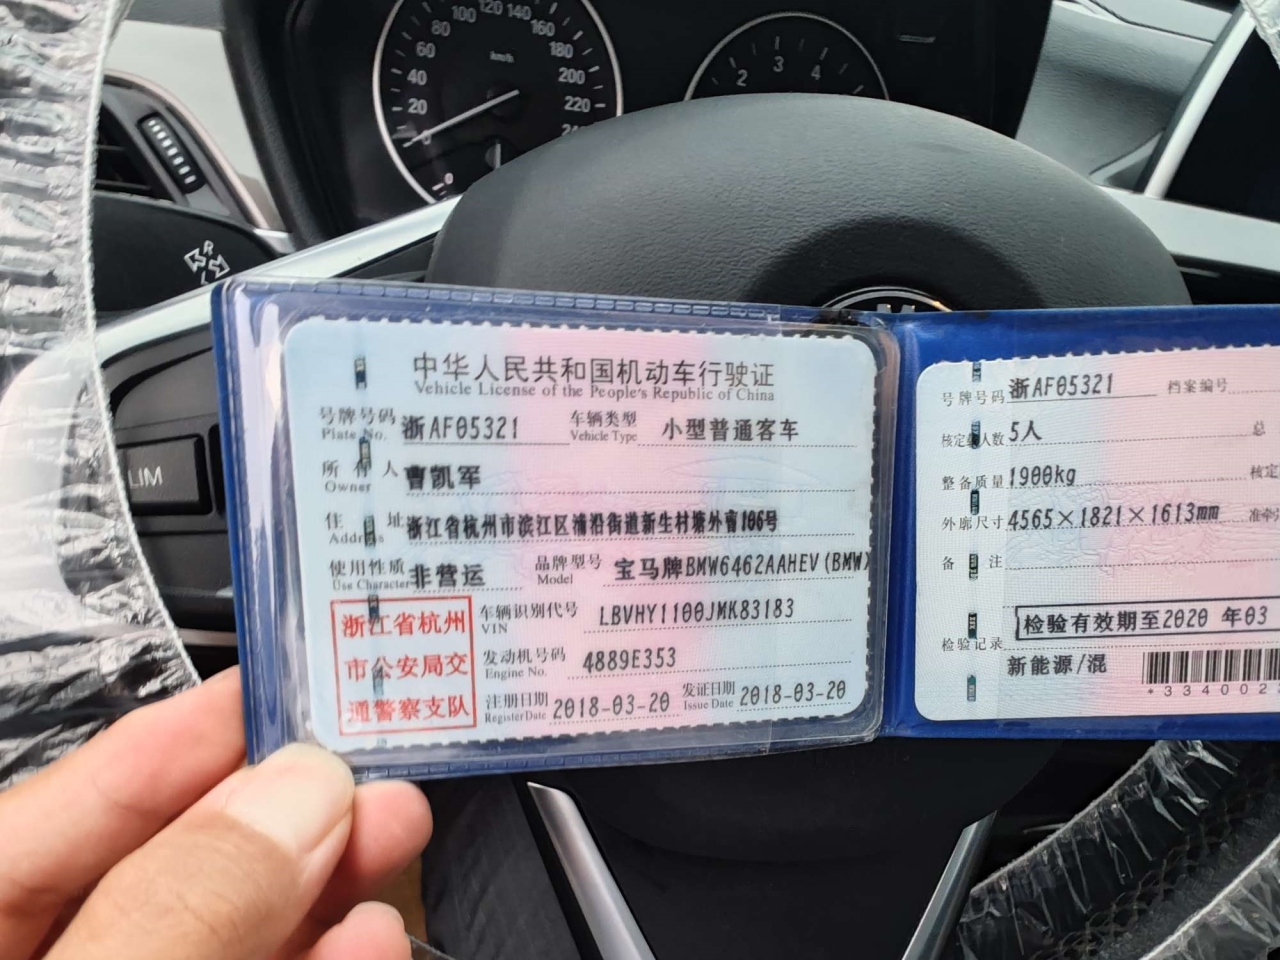 100 120 140
80 160
60 km/h 180
40 200
20 220
0
1 2 3 4
R
LIM
中华人民共和国机动车行驶证
Vehicle License of the People's Republic of China
号牌号码 浙AF05321 车辆类型 小型普通客车
Plate No. Vehicle Type
所有人 曹凯军
Owner
住址 浙江省杭州市滨江区浦沿街道新生村塘外曹106号
Address
使用性质 非营运 品牌型号 宝马牌BMW6462AAHEV(BMWX
Use Character Model
浙江省杭州
市公安局交
通警察支队
车辆识别代号 LBVHY1100JMK83183
VIN
发动机号码 4889E353
Engine No.
注册日期 2018-03-20 发证日期 2018-03-20
Register Date Issue Date
号牌号码 浙AF05321 档案编号
核定载人数 5人 总
整备质量 1900kg 核定
外廓尺寸 4565×1821×1613mm 准牵
备注
检验有效期至2020 年03
检验记录
新能源/混
*334002